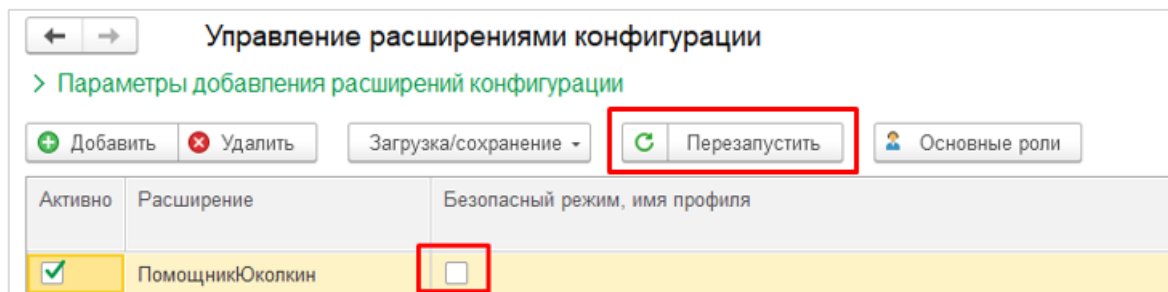 Управление расширениями конфигурации
Параметры добавления расширений конфигурации
Добавить Удалить Загрузка/сохранение Перезапустить Основные роли
Активно Расширение Безопасный режим, имя профиля
ПомощникЮколкин